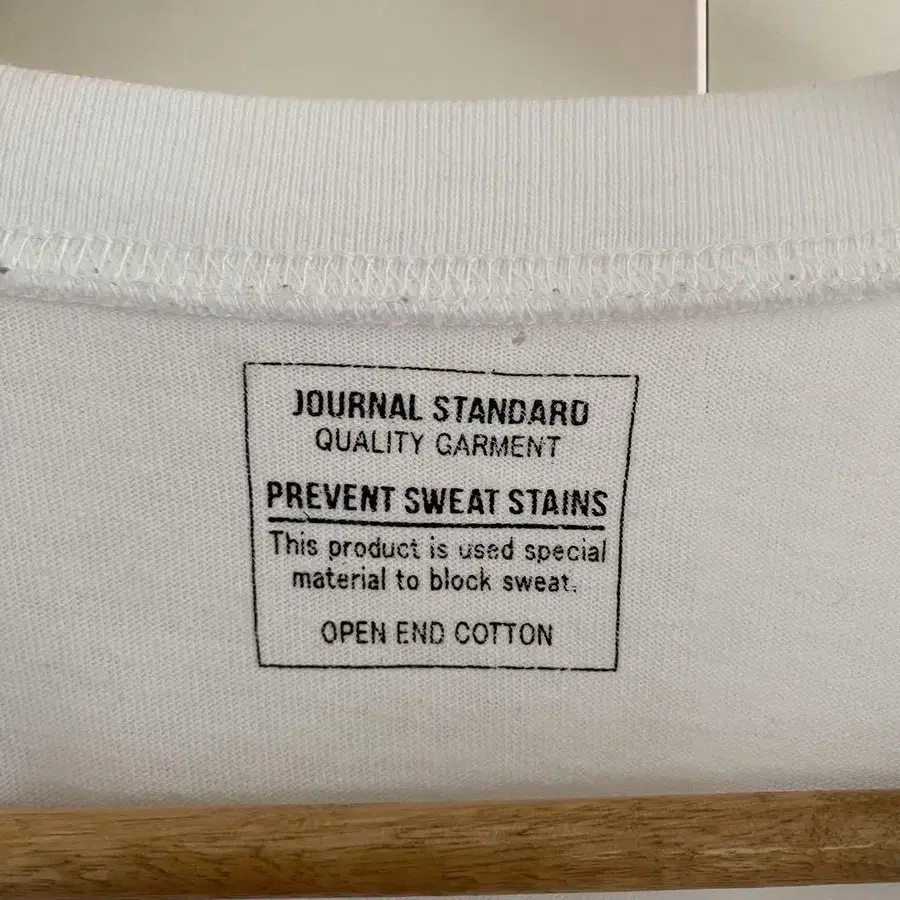 JOURNAL STANDARD
QUALITY GARMENT
PREVENT SWEAT STAINS
This product is used special
material to block sweat.
OPEN END COTTON